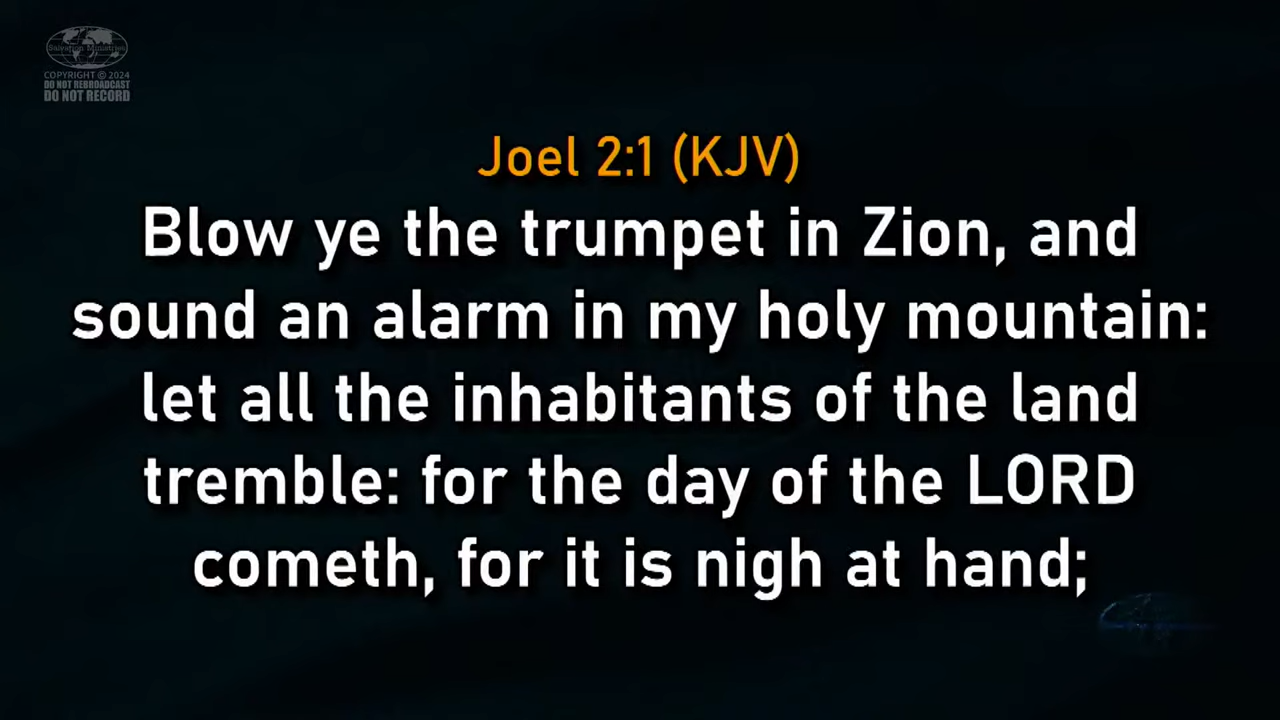 Salvation Ministries
COPYRIGHT © 2024
DO NOT REBROADCAST
DO NOT RECORD
Joel 2:1 (KJV)
Blow ye the trumpet in Zion, and
sound an alarm in my holy mountain:
let all the inhabitants of the land
tremble: for the day of the LORD
cometh, for it is nigh at hand;